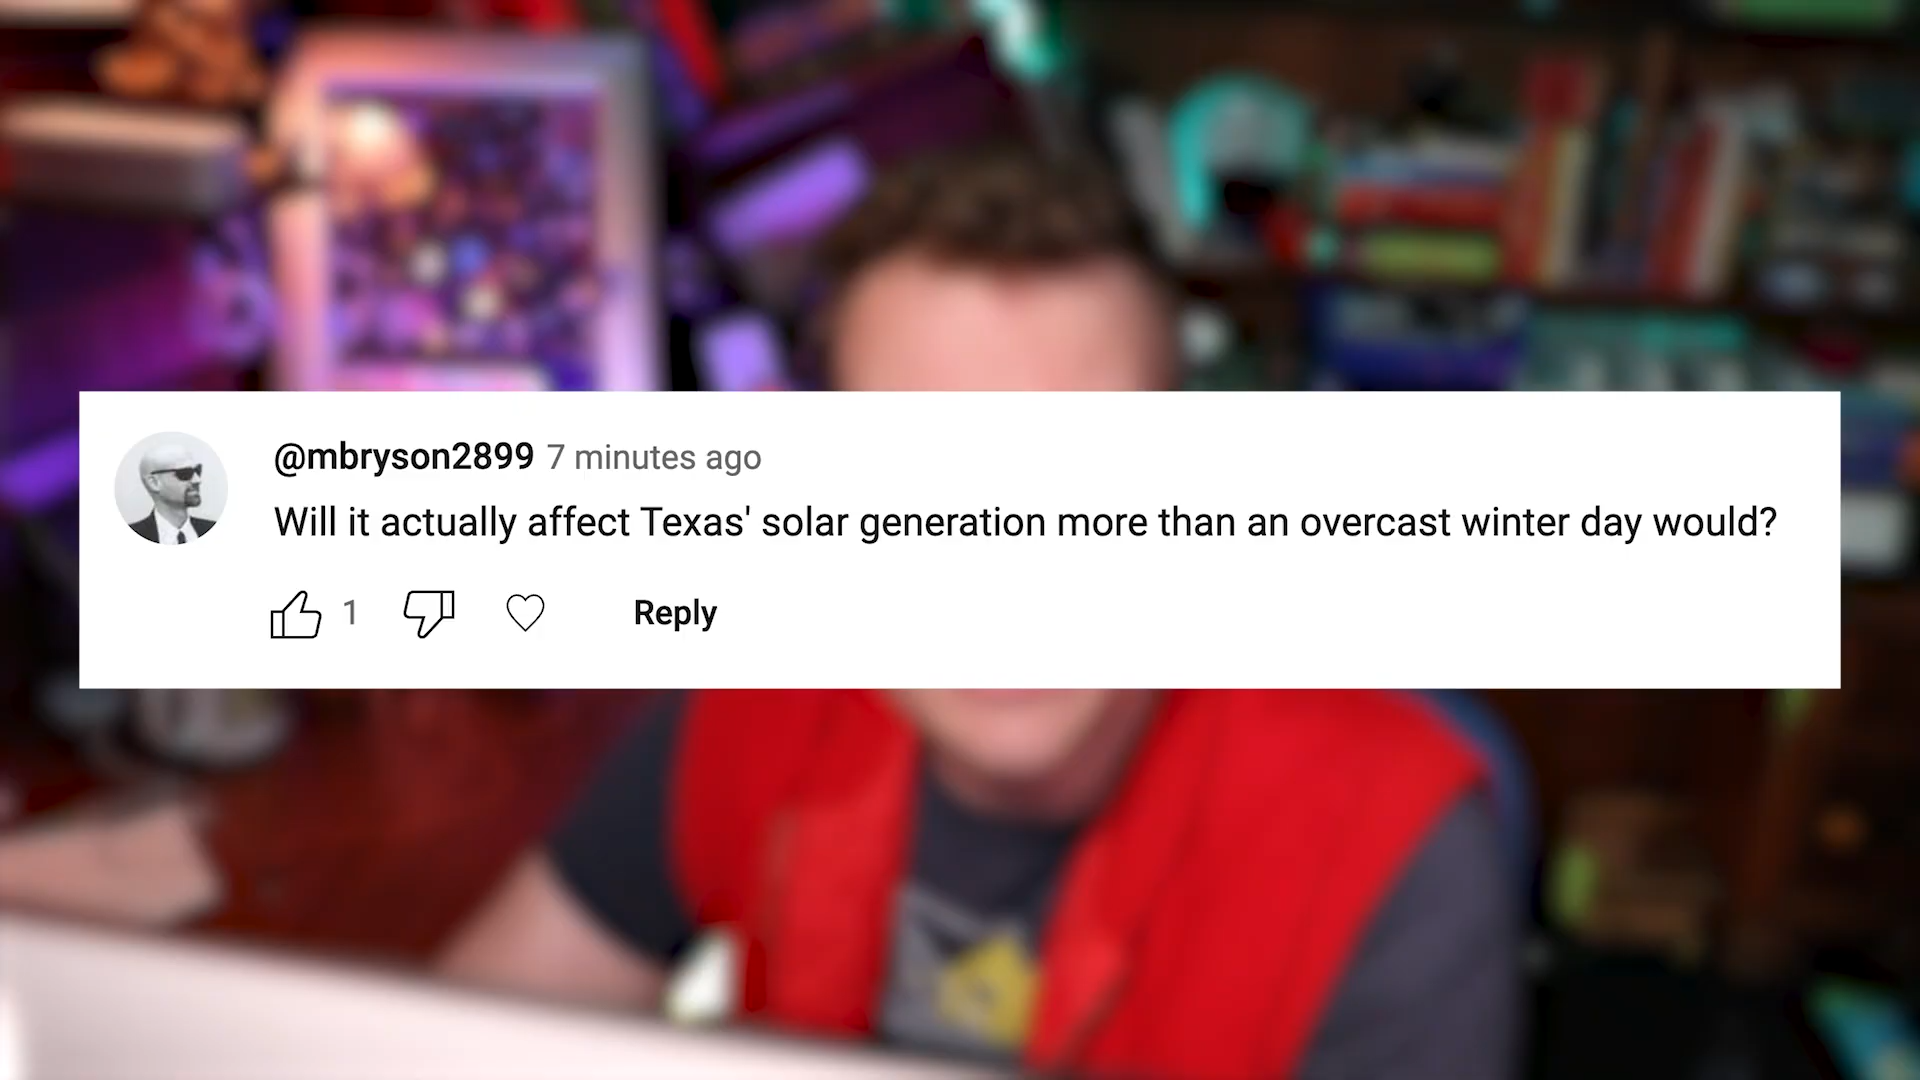 @mbryson2899 7 minutes ago
Will it actually affect Texas' solar generation more than an overcast winter day would?
1 Reply